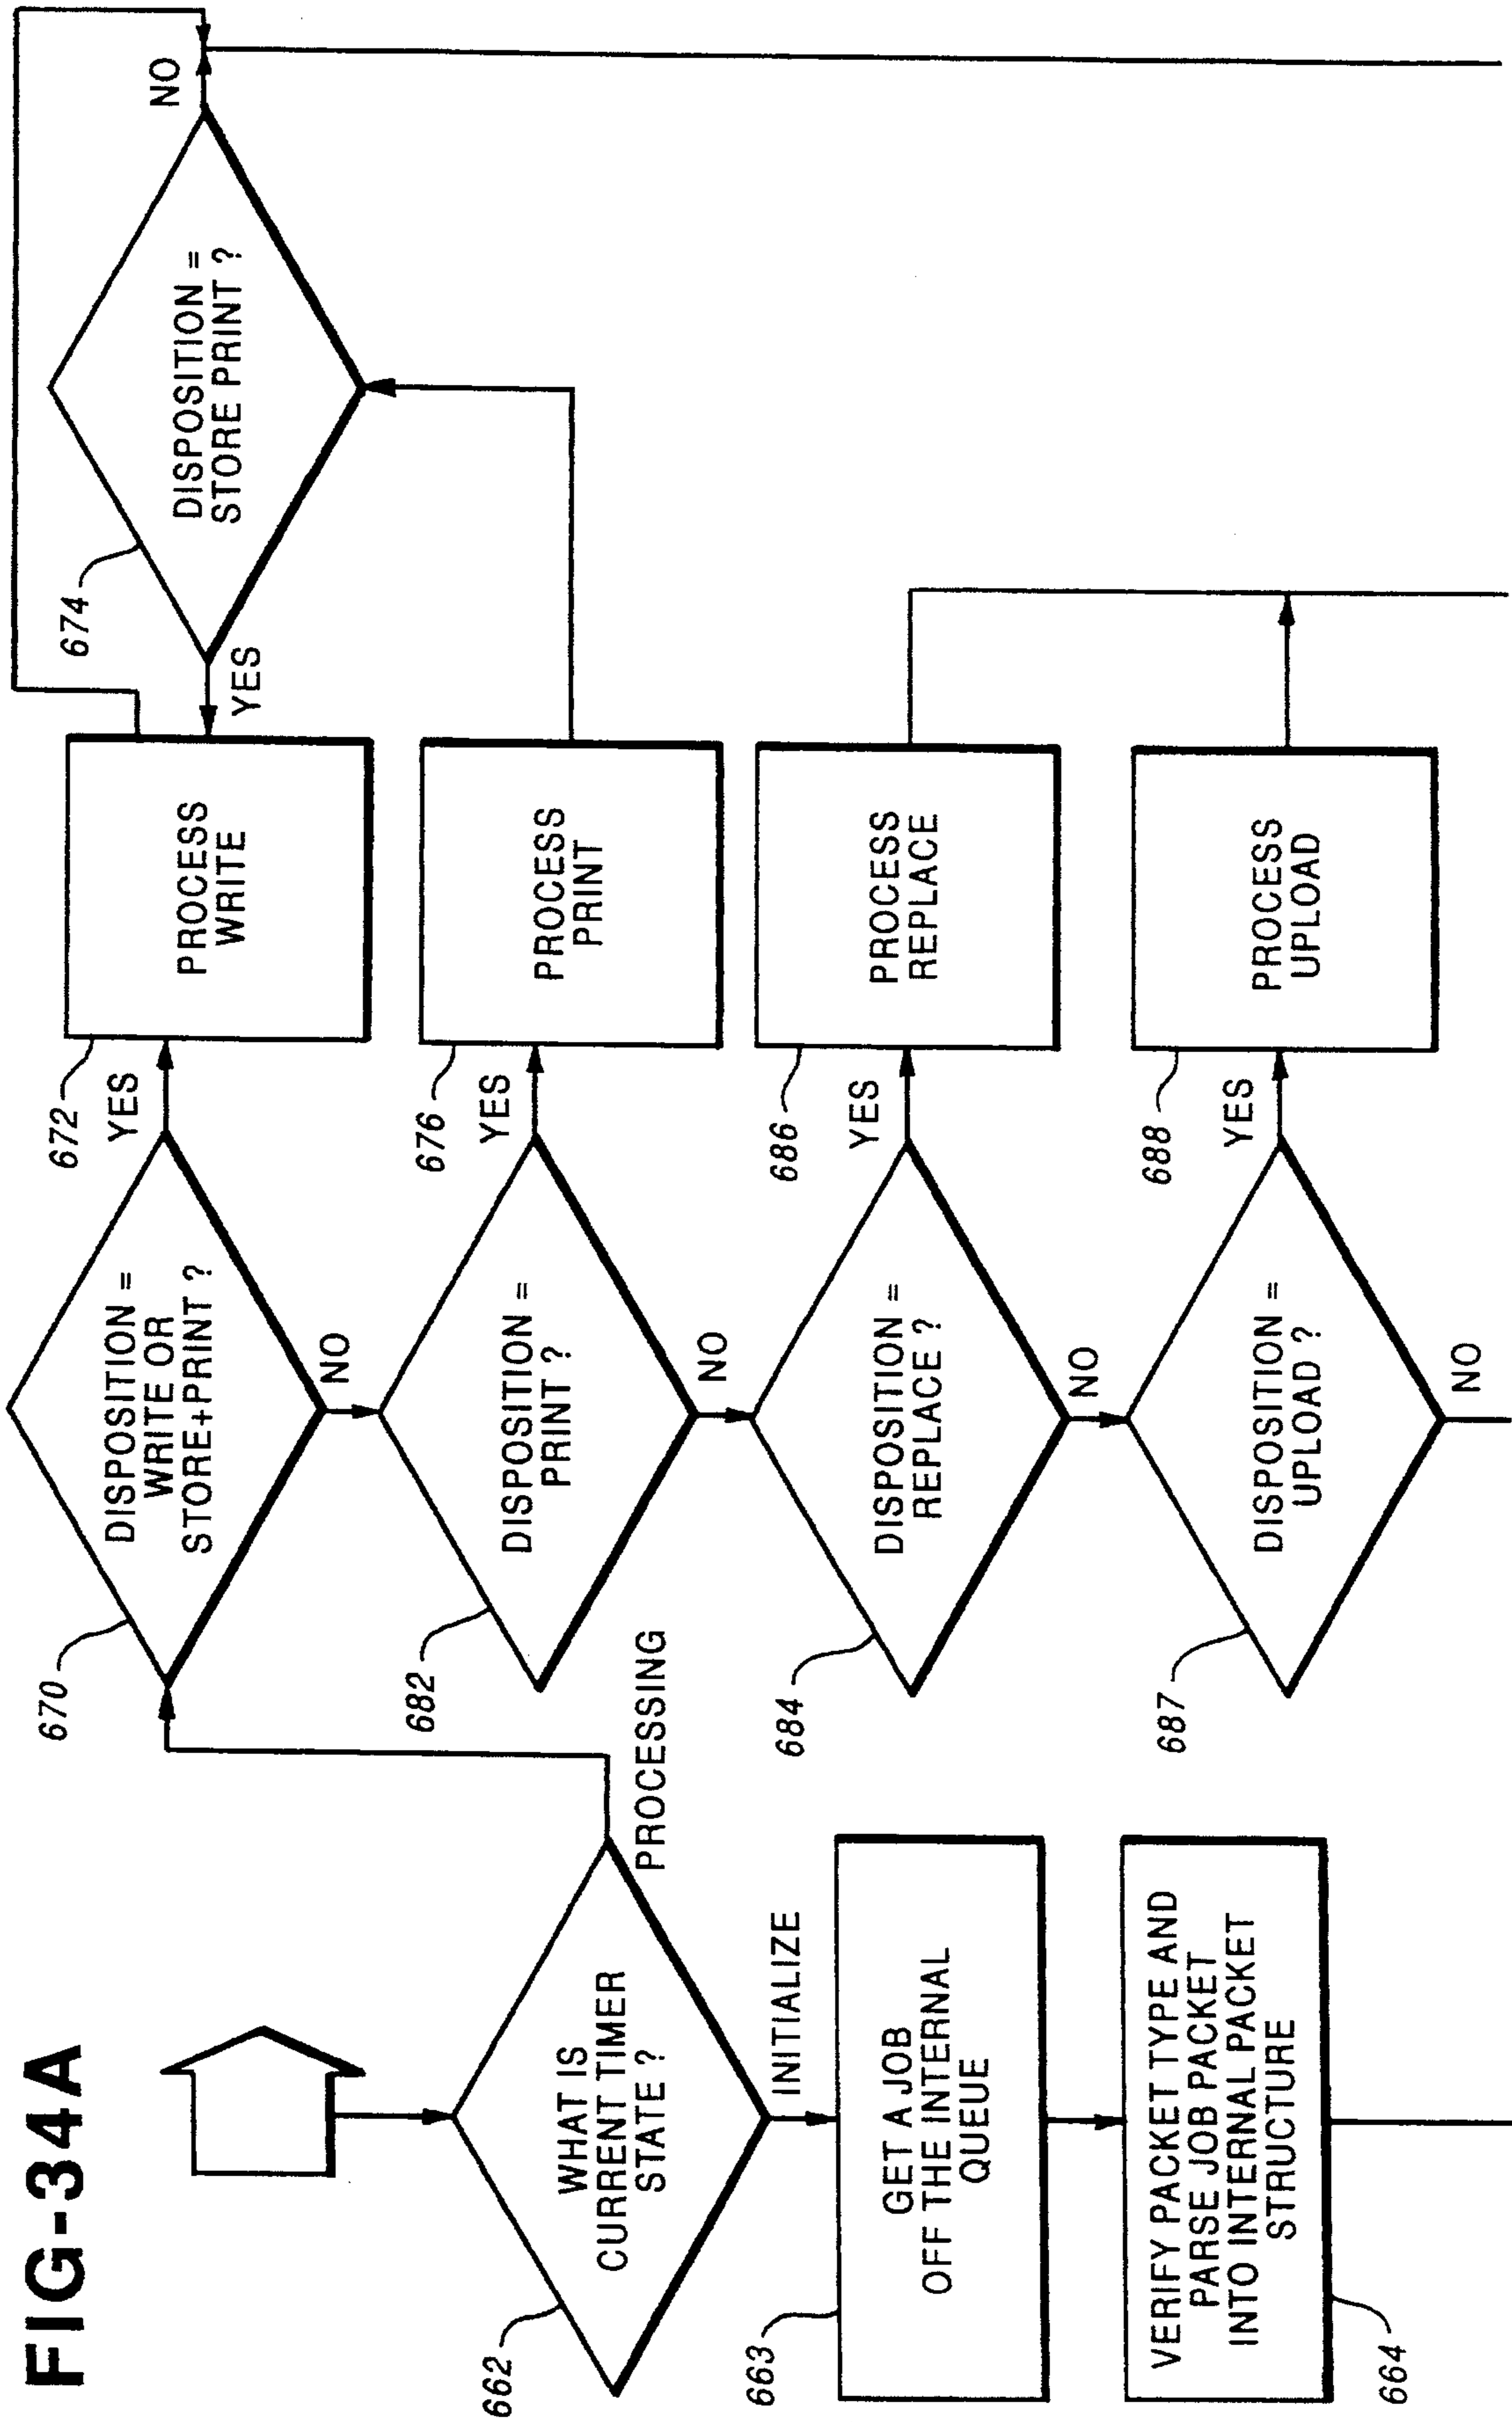 FIG-34A
WHAT IS
CURRENT TIMER
STATE ?
662
PROCESSING
INITIALIZE
GET A JOB
OFF THE INTERNAL
QUEUE
663
VERIFY PACKET TYPE AND
PARSE JOB PACKET
INTO INTERNAL PACKET
STRUCTURE
664
670
DISPOSITION =
WRITE OR
STORE+PRINT ?
YES
NO
682
DISPOSITION =
PRINT ?
YES
NO
684
DISPOSITION =
REPLACE ?
YES
NO
687
DISPOSITION =
UPLOAD ?
YES
NO
672
PROCESS
WRITE
676
PROCESS
PRINT
686
PROCESS
REPLACE
688
PROCESS
UPLOAD
674
DISPOSITION =
STORE PRINT ?
YES
NO